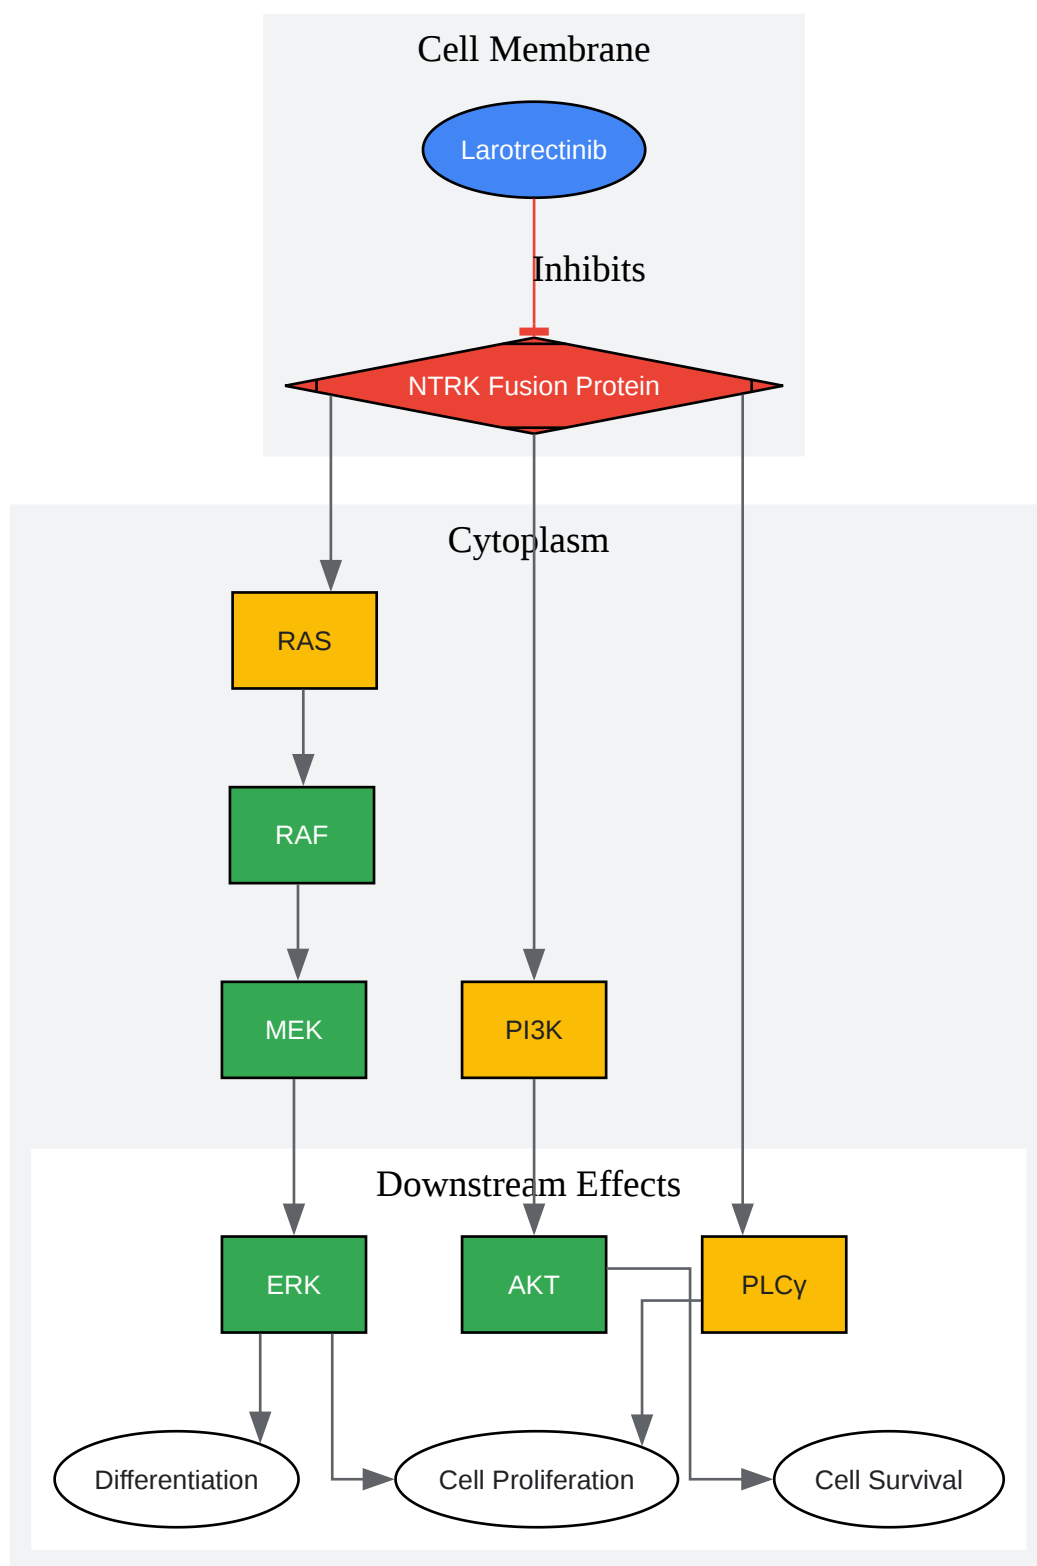 Cell Membrane
Larotrectinib
Inhibits
NTRK Fusion Protein
Cytoplasm
RAS
RAF
MEK
PI3K
Downstream Effects
ERK
AKT
PLCγ
Differentiation
Cell Proliferation
Cell Survival